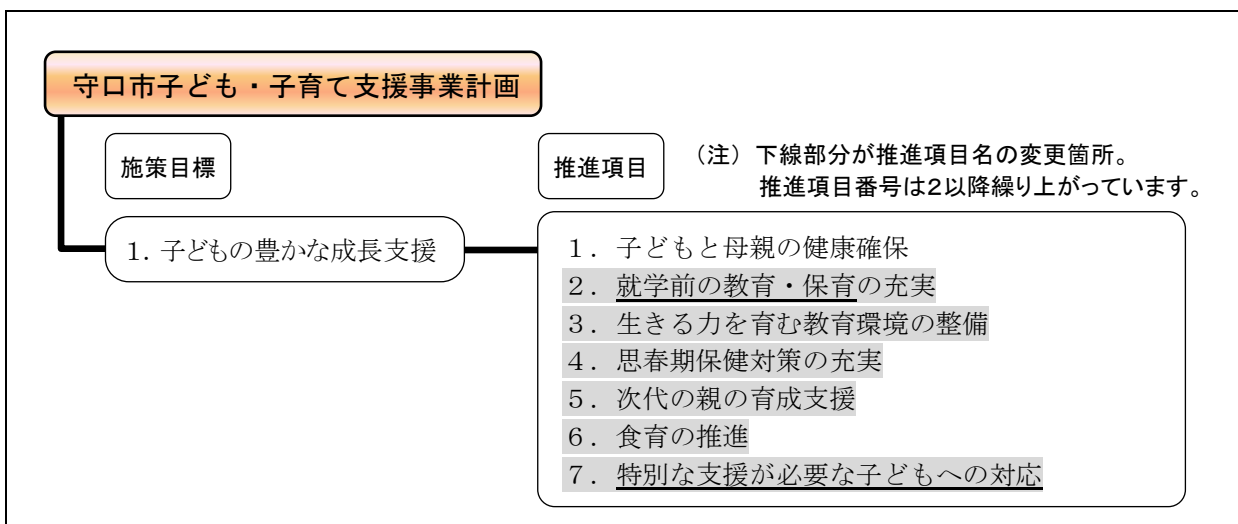 守口市子ども・子育て支援事業計画
施策目標
推進項目
（注）下線部分が推進項目名の変更箇所。
推進項目番号は２以降繰り上がっています。
1. 子どもの豊かな成長支援
１．子どもと母親の健康確保
２．就学前の教育・保育の充実
３．生きる力を育む教育環境の整備
４．思春期保健対策の充実
５．次代の親の育成支援
６．食育の推進
７．特別な支援が必要な子どもへの対応